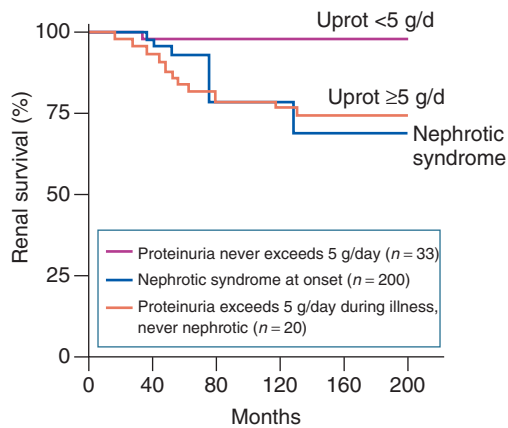 Uprot <5 g/d
100
75
50
25
0
Renal survival (%)
Uprot ≥5 g/d
Nephrotic
syndrome
Proteinuria never exceeds 5 g/day (n = 33)
Nephrotic syndrome at onset (n = 200)
Proteinuria exceeds 5 g/day during illness,
never nephrotic (n = 20)
0 40 80 120 160 200
Months